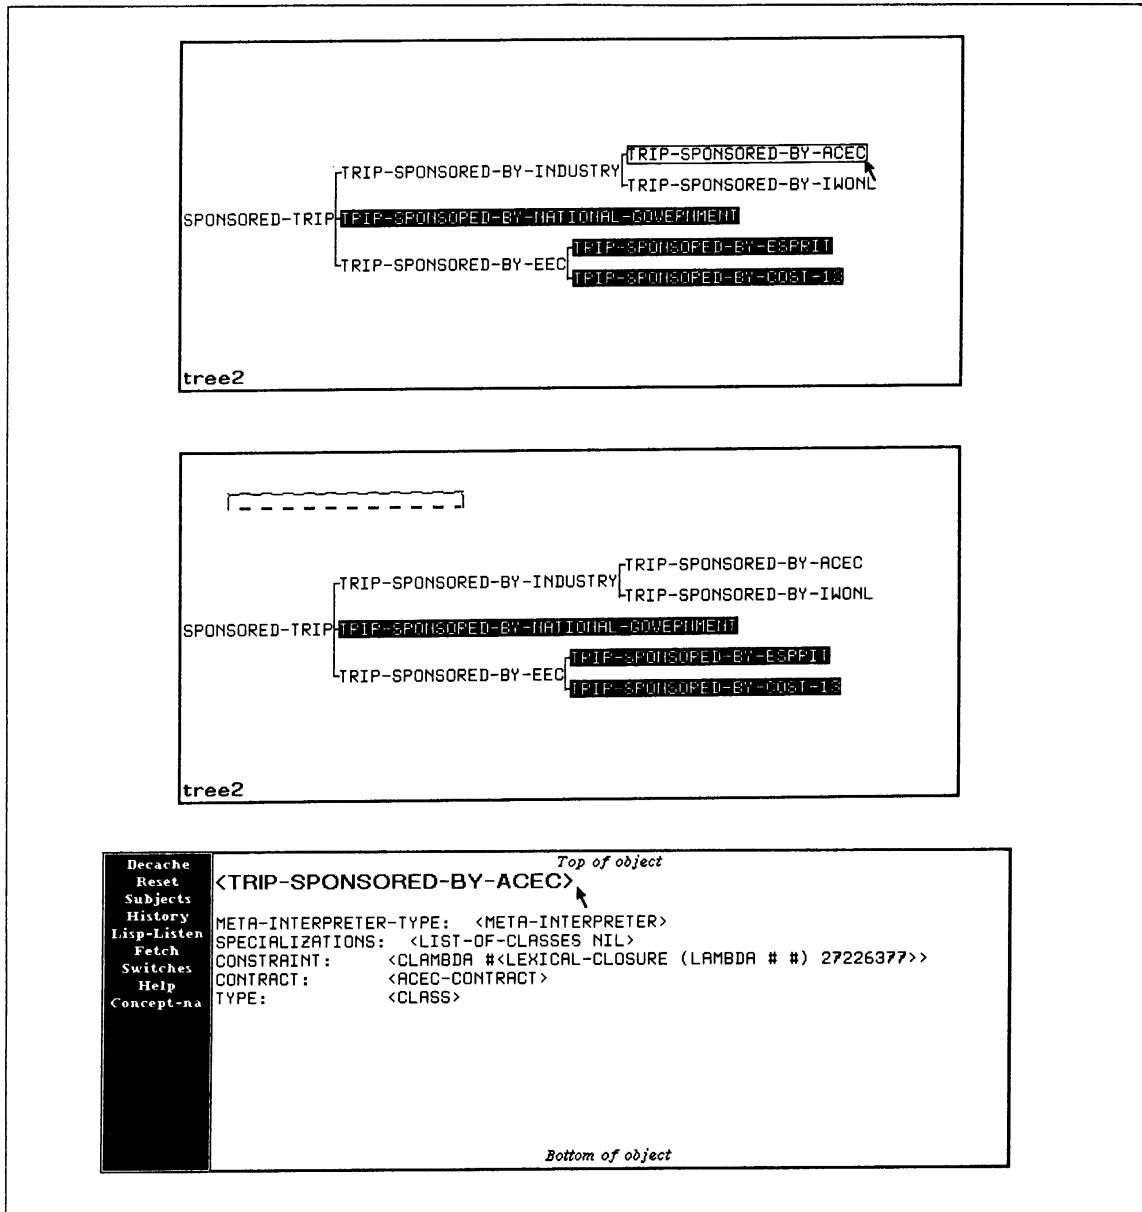 TRIP-SPONSORED-BY-ACEC
TRIP-SPONSORED-BY-INDUSTRY
TRIP-SPONSORED-BY-IWONL
SPONSORED-TRIP TRIP-SPONSORED-BY-NATIONAL-GOVERNMENT
TRIP-SPONSORED-BY-ESPRIT
TRIP-SPONSORED-BY-EEC
TRIP-SPONSORED-BY-COST-13
tree2
TRIP-SPONSORED-BY-ACEC
TRIP-SPONSORED-BY-INDUSTRY
TRIP-SPONSORED-BY-IWONL
SPONSORED-TRIP TRIP-SPONSORED-BY-NATIONAL-GOVERNMENT
TRIP-SPONSORED-BY-ESPRIT
TRIP-SPONSORED-BY-EEC
TRIP-SPONSORED-BY-COST-13
tree2
Decache
Reset
Subjects
History
Lisp-Listen
Fetch
Switches
Help
Concept-na
Top of object
<TRIP-SPONSORED-BY-ACEC>
META-INTERPRETER-TYPE: <META-INTERPRETER>
SPECIALIZATIONS: <LIST-OF-CLASSES NIL>
CONSTRAINT: <CLAMBDA #<LEXICAL-CLOSURE (LAMBDA # #) 27226377>>
CONTRACT: <ACEC-CONTRACT>
TYPE: <CLASS>
Bottom of object